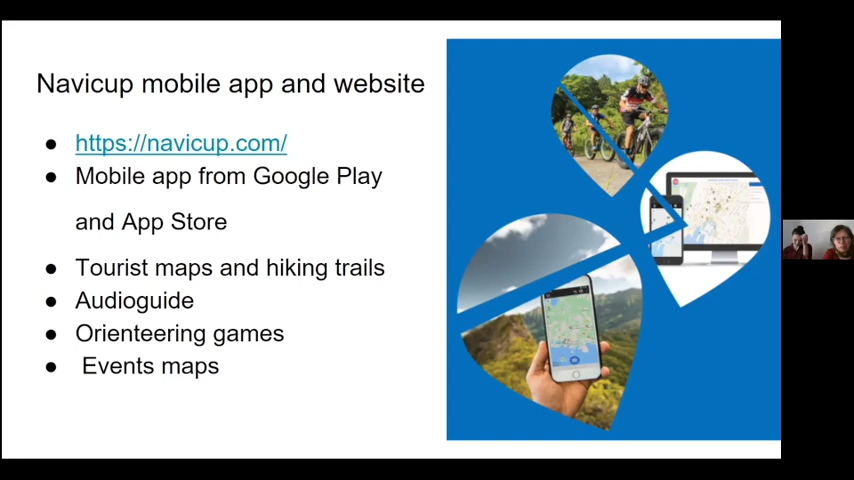 Navicup mobile app and website
● https://navicup.com/
● Mobile app from Google Play
and App Store
● Tourist maps and hiking trails
● Audioguide
● Orienteering games
● Events maps